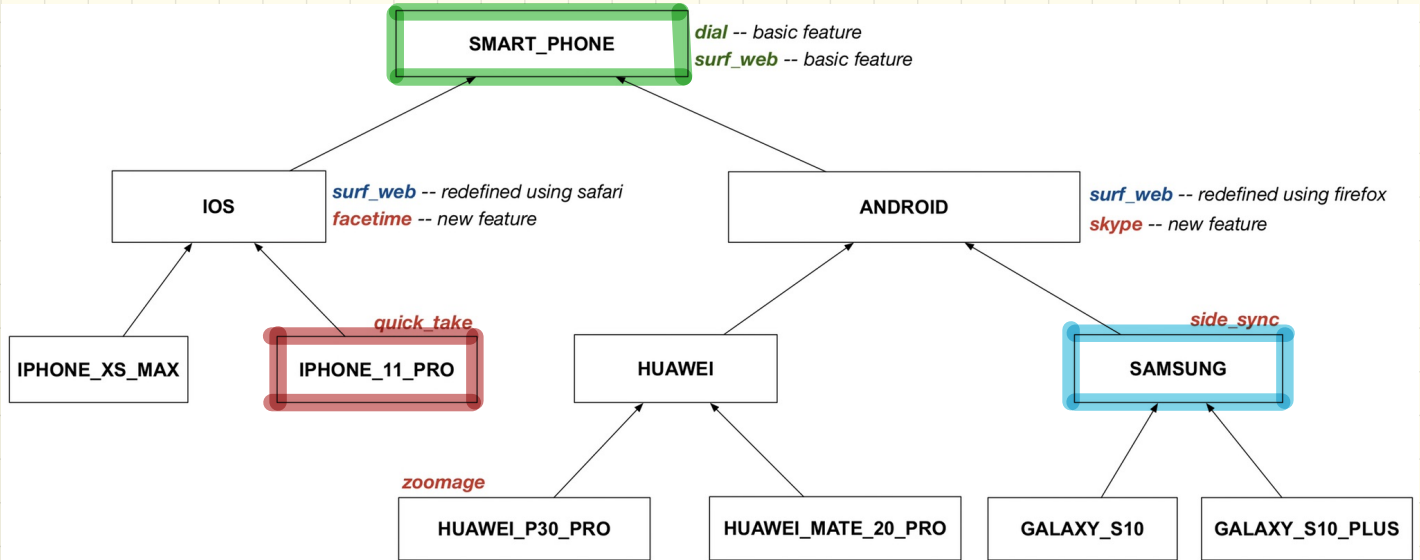 SMART_PHONE
dial -- basic feature
surf_web -- basic feature
IOS
surf_web -- redefined using safari
facetime -- new feature
ANDROID
surf_web -- redefined using firefox
skype -- new feature
IPHONE_XS_MAX
quick_take
IPHONE_11_PRO
HUAWEI
side_sync
SAMSUNG
zoomage
HUAWEI_P30_PRO
HUAWEI_MATE_20_PRO
GALAXY_S10
GALAXY_S10_PLUS